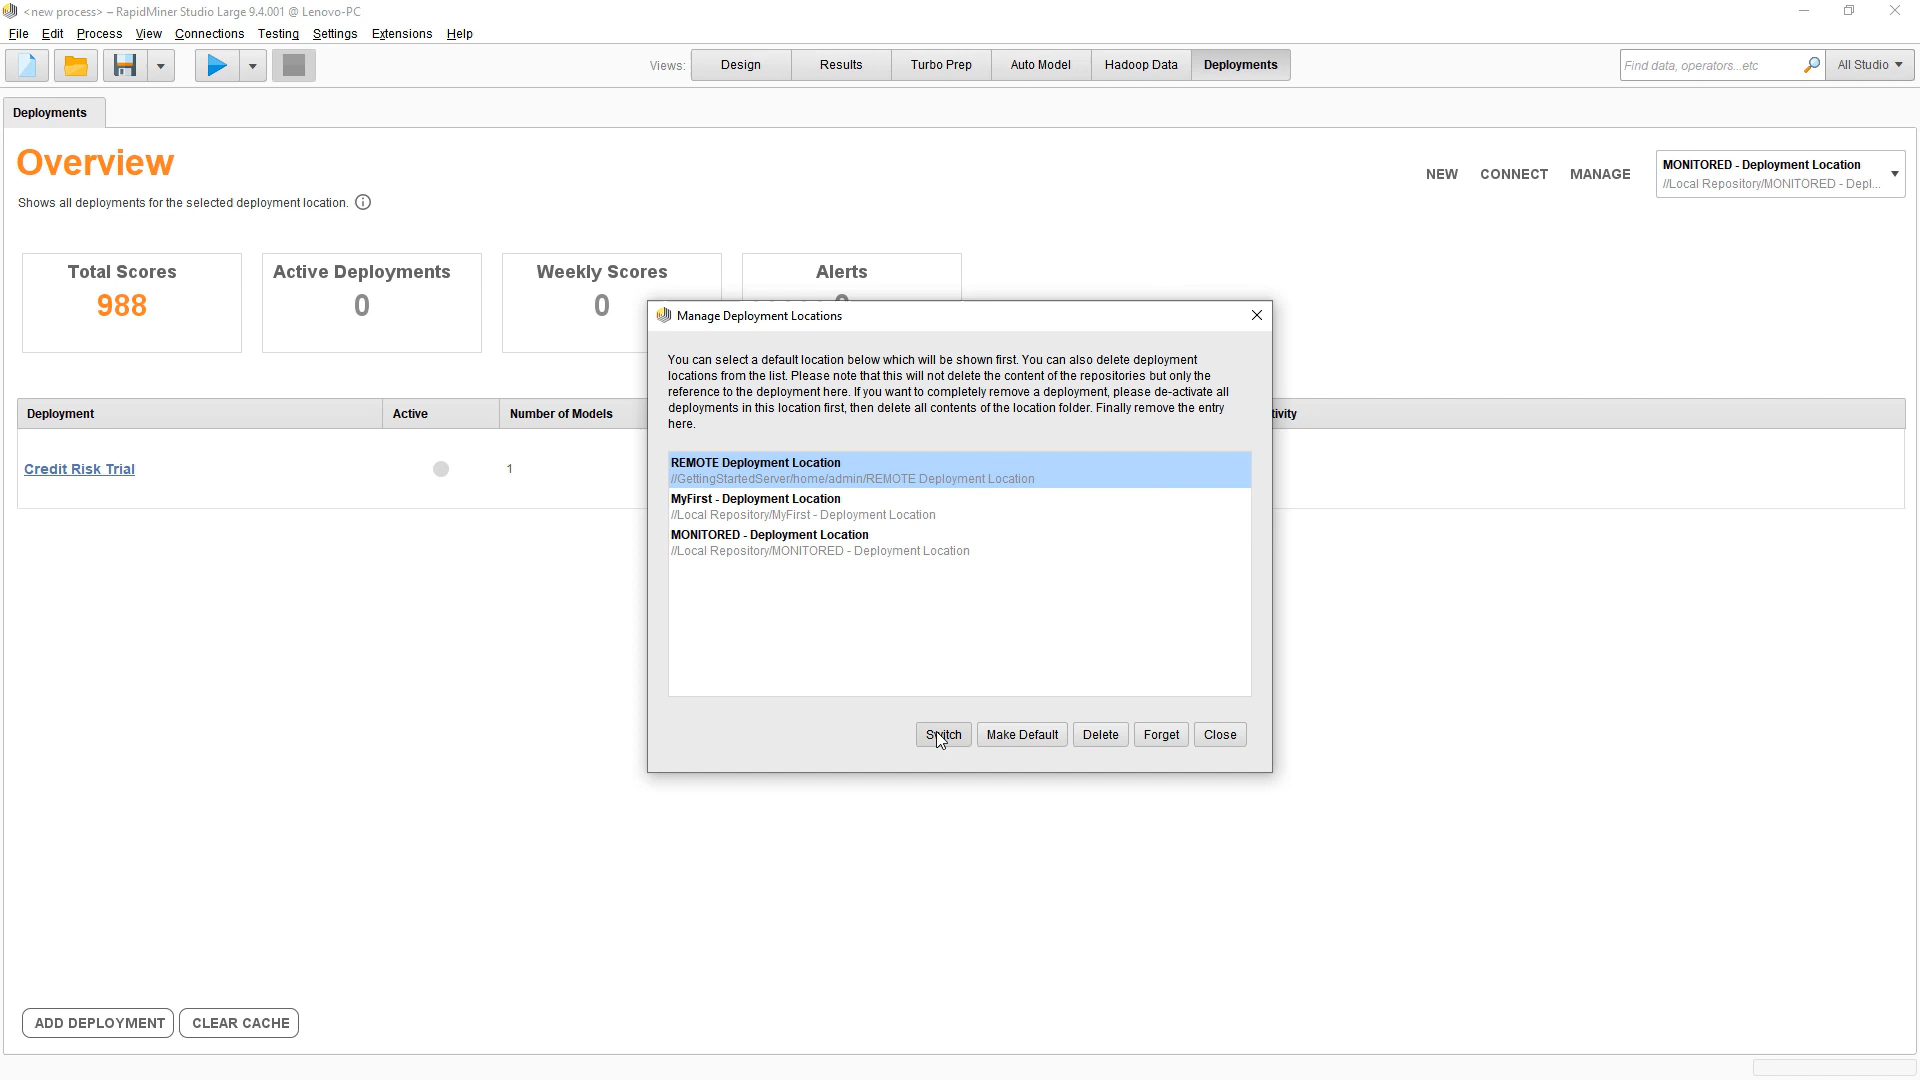 <new process> – RapidMiner Studio Large 9.4.001 @ Lenovo-PC
File Edit Process View Connections Testing Settings Extensions Help
Views: Design Results Turbo Prep Auto Model Hadoop Data Deployments
Find data, operators...etc All Studio
Deployments
Overview
NEW CONNECT MANAGE
MONITORED - Deployment Location
//Local Repository/MONITORED - Depl...
Shows all deployments for the selected deployment location.
Total Scores Active Deployments Weekly Scores Alerts
988 0 0
Manage Deployment Locations
You can select a default location below which will be shown first. You can also delete deployment
locations from the list. Please note that this will not delete the content of the repositories but only the
reference to the deployment here. If you want to completely remove a deployment, please de-activate all
deployments in this location first, then delete all contents of the location folder. Finally remove the entry
here.
Deployment Active Number of Models tivity
Credit Risk Trial 1
REMOTE Deployment Location
//GettingStartedServer/home/admin/REMOTE Deployment Location
MyFirst - Deployment Location
//Local Repository/MyFirst - Deployment Location
MONITORED - Deployment Location
//Local Repository/MONITORED - Deployment Location
Switch Make Default Delete Forget Close
ADD DEPLOYMENT CLEAR CACHE